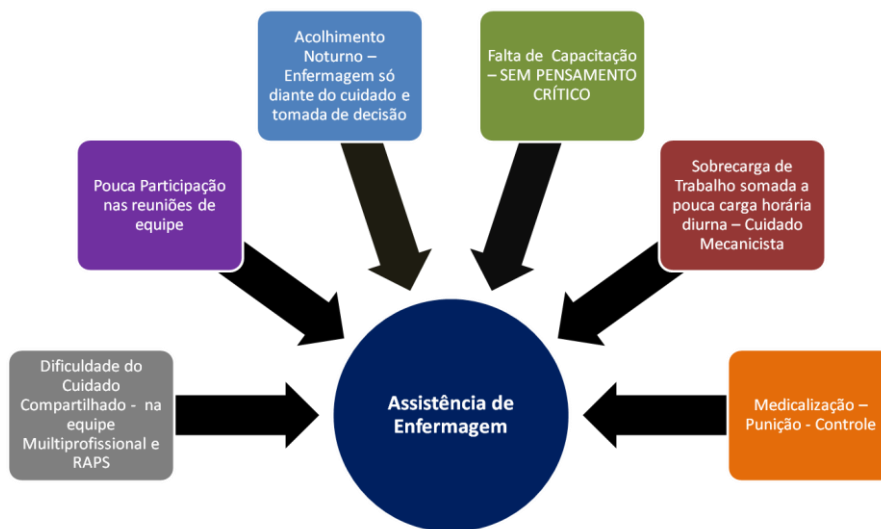 Acolhimento
Noturno –
Enfermagem só
diante do cuidado e
tomada de decisão
Falta de Capacitação
– SEM PENSAMENTO
CRÍTICO
Pouca Participação
nas reuniões de
equipe
Sobrecarga de
Trabalho somada a
pouca carga horária
diurna – Cuidado
Mecanicista
Dificuldade do
Cuidado
Compartilhado - na
equipe
Muiltiprofissional e
RAPS
Assistência de
Enfermagem
Medicalização –
Punição - Controle